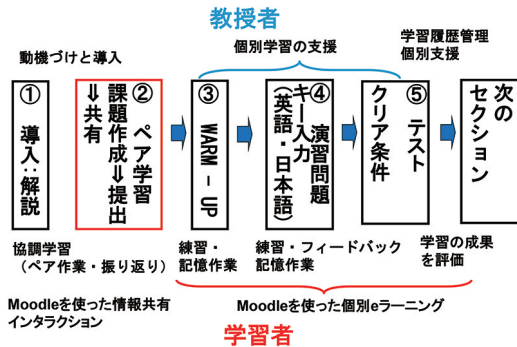 教授者
動機づけと導入
個別学習の支援
学習履歴管理
個別支援
① 導入:解説
② ペア学習
課題作成⇒提出
⇒共有
③ WARM-UP
④ 演習問題
キー入力
(英語・日本語)
⑤ テスト
クリア条件
次の
セクション
協調学習
(ペア作業・振り返り)
練習・
記憶作業
練習・フィードバック
記憶作業
学習の成果
を評価
Moodleを使った情報共有
インタラクション
Moodleを使った個別eラーニング
学習者